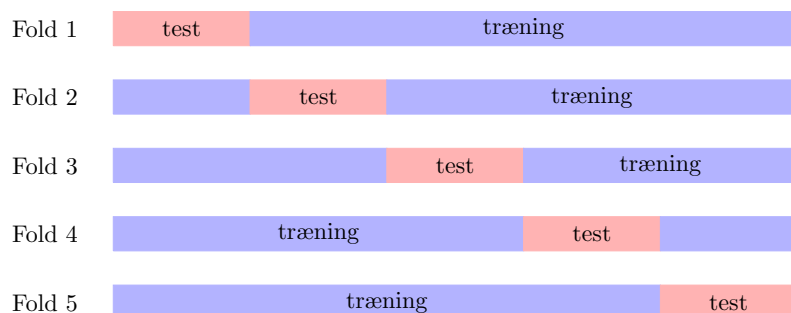 Fold 1 test træning
Fold 2 test træning
Fold 3 test træning
Fold 4 træning test
Fold 5 træning test